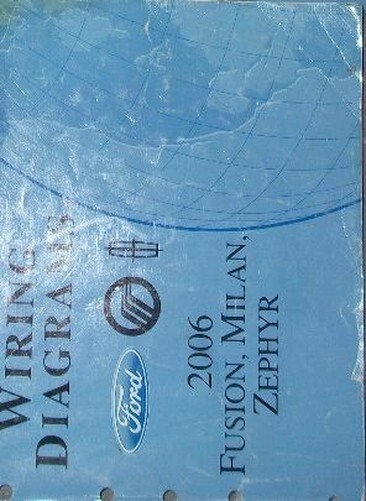 WIRING
DIAGRAMS
Ford
2006
FUSION, MILAN,
ZEPHYR